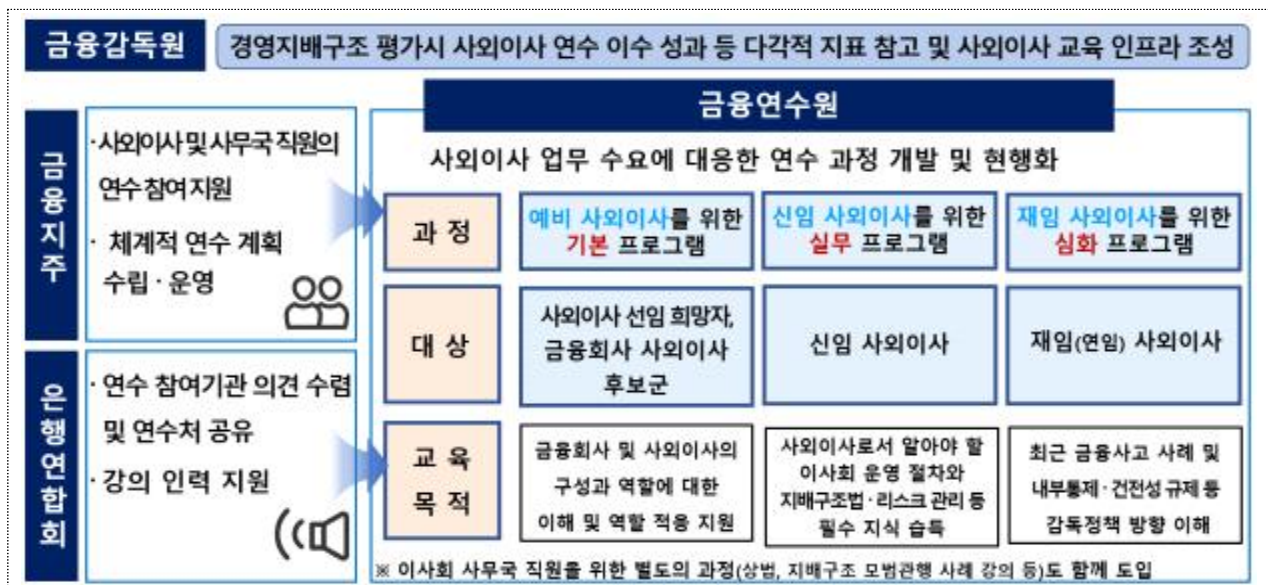 금융감독원
경영지배구조 평가시 사외이사 연수 이수 성과 등 다각적 지표 참고 및 사외이사 교육 인프라 조성
금융지주
·사외이사 및 사무국 직원의
연수 참여 지원
· 체계적 연수 계획
수립 · 운영
은행연합회
· 연수 참여기관 의견 수렴
및 연수처 공유
· 강의 인력 지원
금융연수원
사외이사 업무 수요에 대응한 연수 과정 개발 및 현행화
과정
예비 사외이사를 위한
기본 프로그램
신임 사외이사를 위한
실무 프로그램
재임 사외이사를 위한
심화 프로그램
대상
사외이사 선임 희망자,
금융회사 사외이사
후보군
신임 사외이사
재임(연임) 사외이사
교육
목적
금융회사 및 사외이사의
구성과 역할에 대한
이해 및 역할 적응 지원
사외이사로서 알아야 할
이사회 운영 절차와
지배구조법·리스크 관리 등
필수 지식 습득
최근 금융사고 사례 및
내부통제·건전성 규제 등
감독정책 방향 이해
※ 이사회 사무국 직원을 위한 별도의 과정(상법, 지배구조 모범관행 사례 강의 등)도 함께 도입